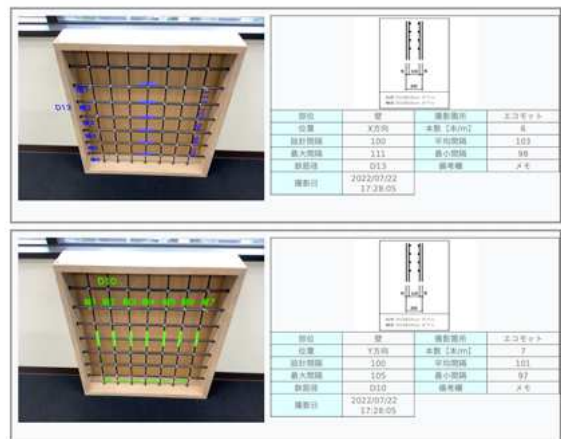 D13
部位 壁 撮影箇所 エコモット
位置 X方向 本数【本/m】 6
設計間隔 100 平均間隔 103
最大間隔 111 最小間隔 98
鉄筋径 D13 備考欄 メモ
撮影日 2022/07/22
17:28:05
D10
部位 壁 撮影箇所 エコモット
位置 Y方向 本数【本/m】 7
設計間隔 100 平均間隔 101
最大間隔 105 最小間隔 97
鉄筋径 D10 備考欄 メモ
撮影日 2022/07/22
17:28:05